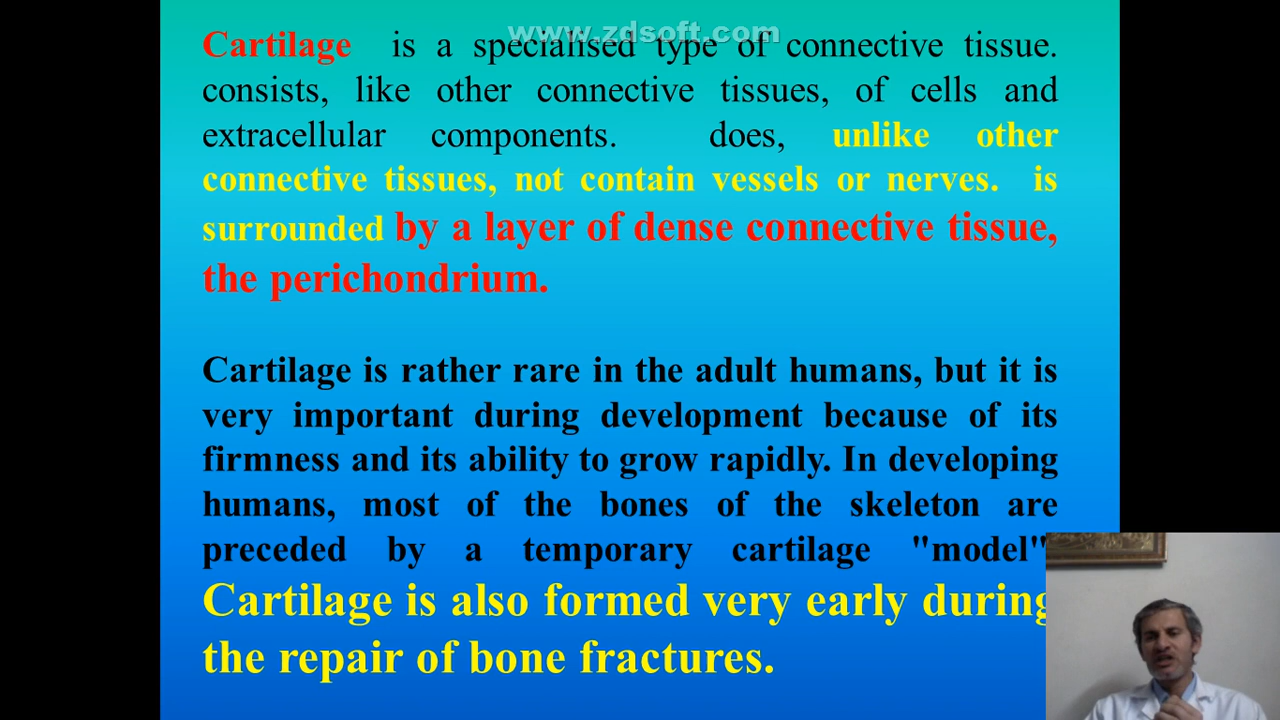 www.zdsoft.com
Cartilage is a specialised type of connective tissue.
consists, like other connective tissues, of cells and
extracellular components. does, unlike other
connective tissues, not contain vessels or nerves. is
surrounded by a layer of dense connective tissue,
the perichondrium.
Cartilage is rather rare in the adult humans, but it is
very important during development because of its
firmness and its ability to grow rapidly. In developing
humans, most of the bones of the skeleton are
preceded by a temporary cartilage "model"
Cartilage is also formed very early during
the repair of bone fractures.